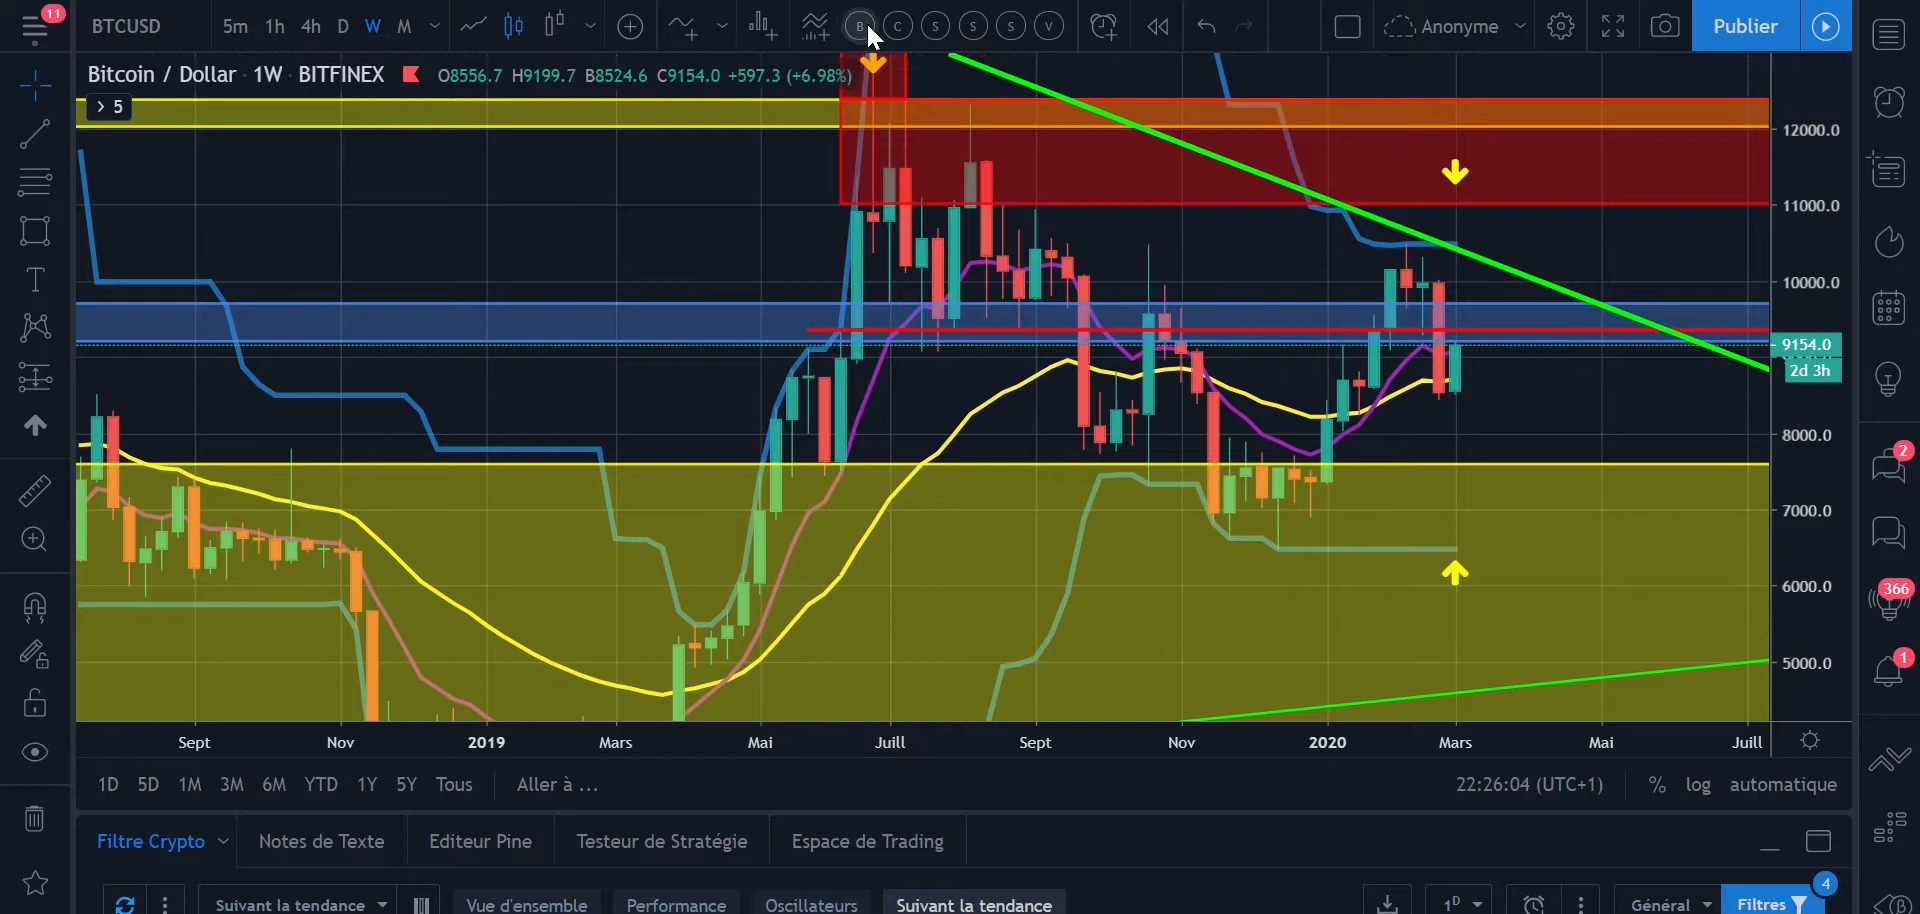 11
BTCUSD
5m 1h 4h D W M
B C S S S V
Anonyme
Publier
Bitcoin / Dollar · 1W · BITFINEX O8556.7 H9199.7 B8524.6 C9154.0 +597.3 (+6.98%)
> 5
12000.0
11000.0
10000.0
9154.0
2d 3h
8000.0
7000.0
6000.0
5000.0
2
366
1
Sept Nov 2019 Mars Mai Juill Sept Nov 2020 Mars Mai Juill
1D 5D 1M 3M 6M YTD 1Y 5Y Tous Aller à ... 22:26:04 (UTC+1) % log automatique
Filtre Crypto Notes de Texte Editeur Pine Testeur de Stratégie Espace de Trading
4
Suivant la tendance Vue d'ensemble Performance Oscillateurs Suivant la tendance 1D Général Filtres